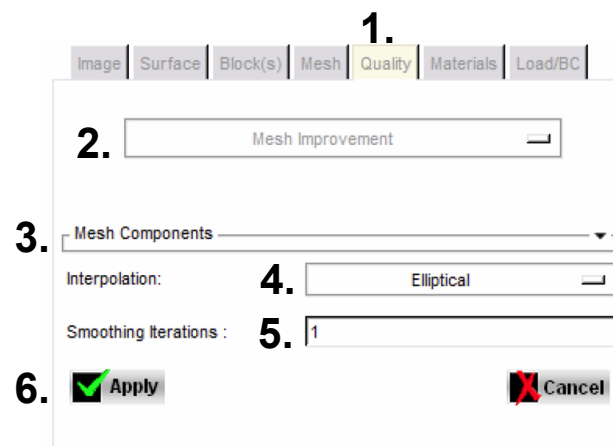 1.
Image Surface Block(s) Mesh Quality Materials Load/BC
2. Mesh Improvement
3. Mesh Components
Interpolation: 4. Elliptical
Smoothing Iterations : 5. 1
6. Apply Cancel